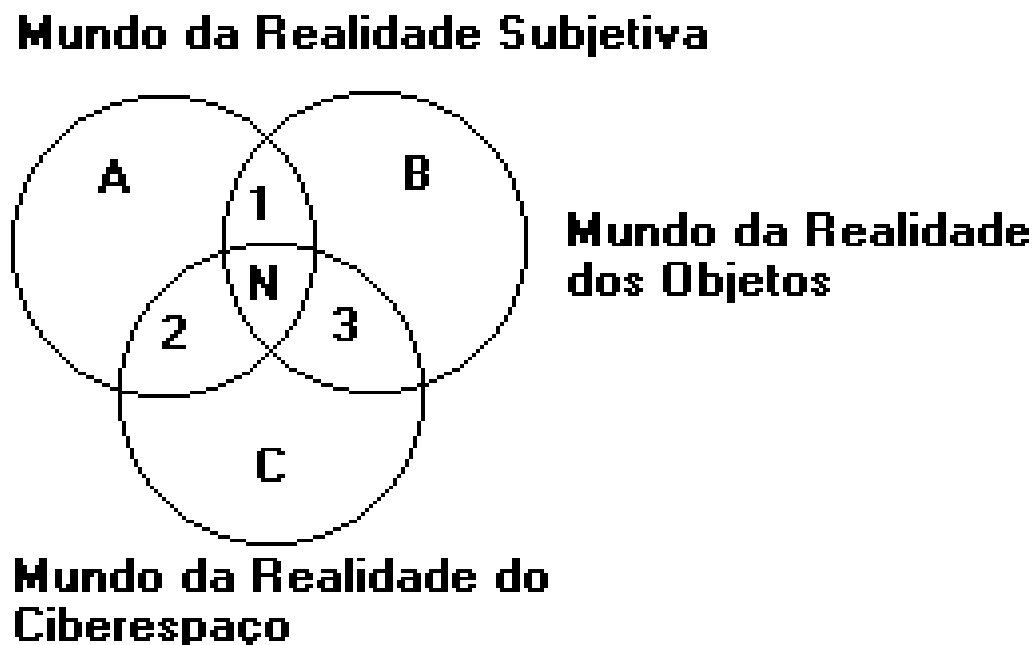 Mundo da Realidade Subjetiva
A
B
1
Mundo da Realidade
dos Objetos
N
2
3
C
Mundo da Realidade do
Ciberespaço